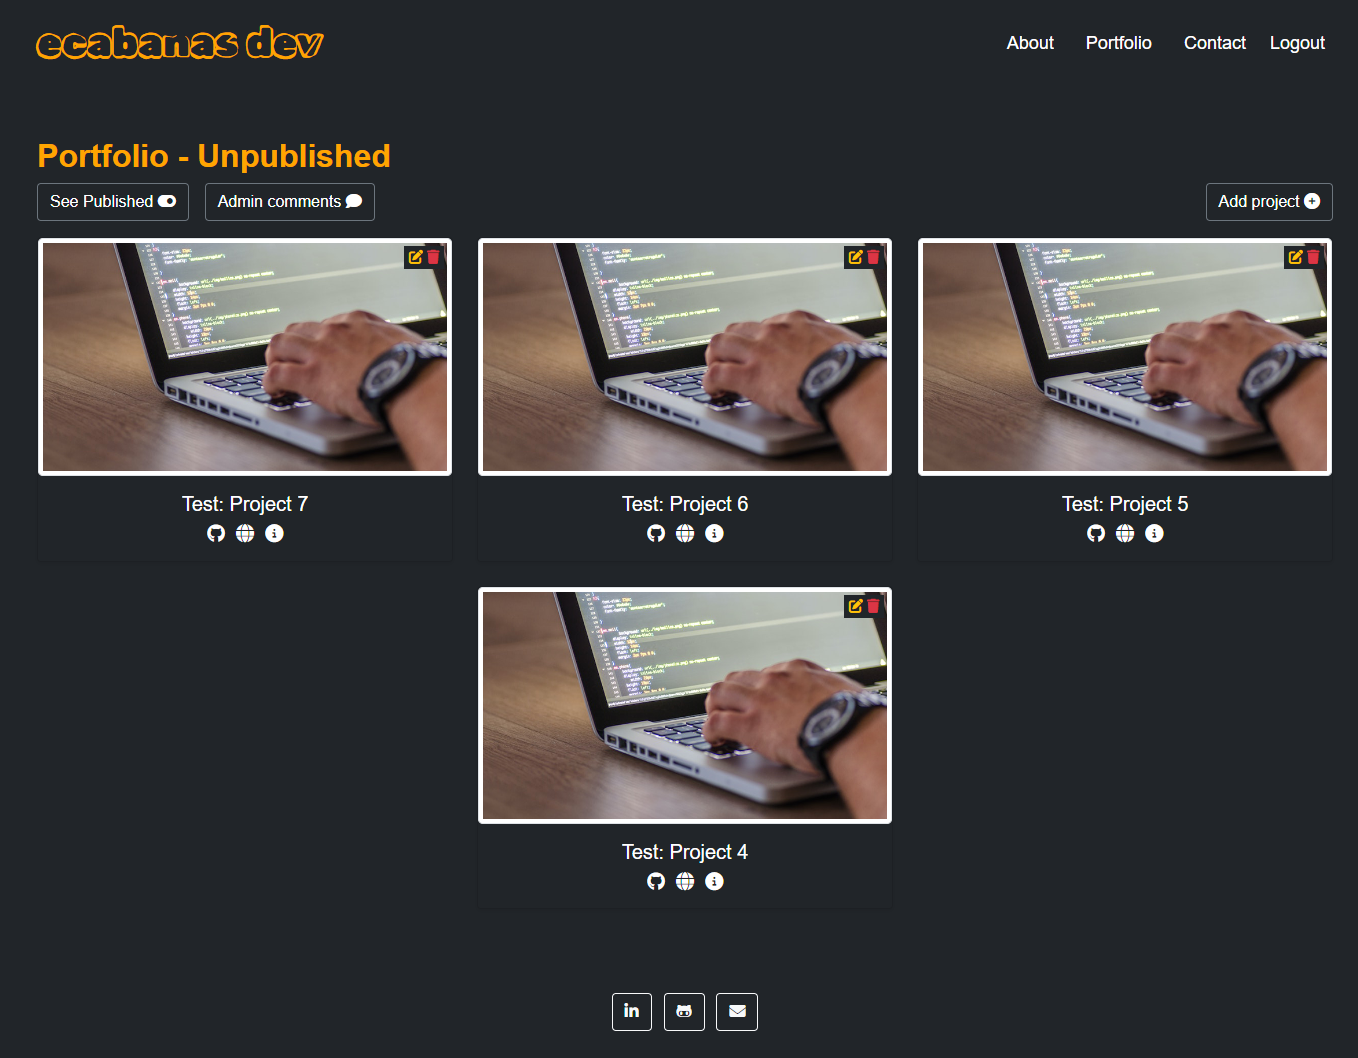 ecabanas dev
About Portfolio Contact Logout
Portfolio - Unpublished
See Published Admin comments Add project
Test: Project 7 Test: Project 6 Test: Project 5
Test: Project 4